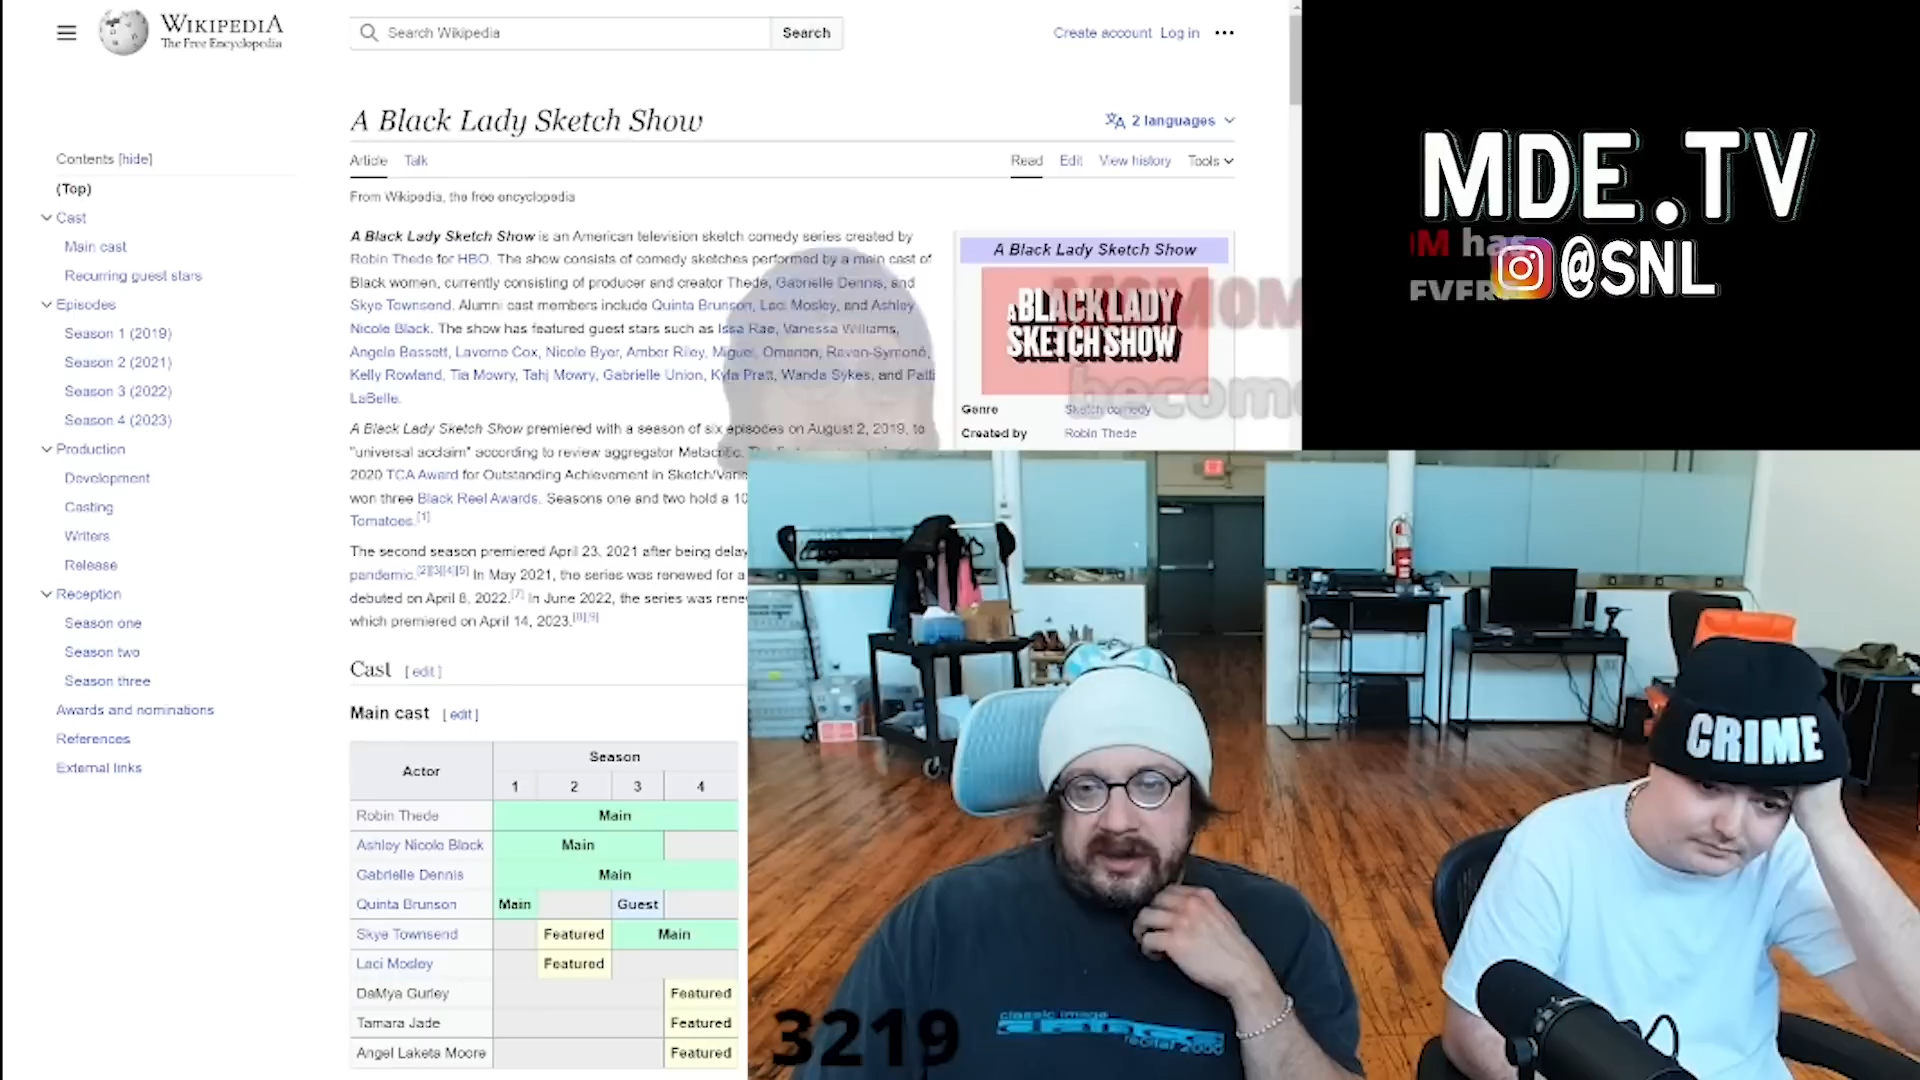 WIKIPEDIA
The Free Encyclopedia
Search Wikipedia
Search
Create account Log in
A Black Lady Sketch Show
2 languages
Article Talk
Read Edit View history Tools
From Wikipedia, the free encyclopedia
Contents [hide]
(Top)
Cast
Main cast
Recurring guest stars
Episodes
Season 1 (2019)
Season 2 (2021)
Season 3 (2022)
Season 4 (2023)
Production
Development
Casting
Writers
Release
Reception
Season one
Season two
Season three
Awards and nominations
References
External links
A Black Lady Sketch Show is an American television sketch comedy series created by
Robin Thede for HBO. The show consists of comedy sketches performed by a main cast of
Black women, currently consisting of producer and creator Thede, Gabrielle Dennis, and
Skye Townsend. Alumni cast members include Quinta Brunson, Laci Mosley, and Ashley
Nicole Black. The show has featured guest stars such as Issa Rae, Vanessa Williams,
Angela Bassett, Laverne Cox, Nicole Byer, Amber Riley, Miguel, Omarion, Raven-Symoné,
Kelly Rowland, Tia Mowry, Tahj Mowry, Gabrielle Union, Kyla Pratt, Wanda Sykes, and Patti
LaBelle.
A Black Lady Sketch Show premiered with a season of six episodes on August 2, 2019, to
"universal acclaim" according to review aggregator Metacritic.
2020 TCA Award for Outstanding Achievement in Sketch/Varie
won three Black Reel Awards. Seasons one and two hold a 10
Tomatoes.[1]
The second season premiered April 23, 2021 after being delay
pandemic.[2][3][4][5] In May 2021, the series was renewed for a
debuted on April 8, 2022.[7] In June 2022, the series was rene
which premiered on April 14, 2023.[8][9]
A Black Lady Sketch Show
A BLACK LADY
SKETCH SHOW
Genre Sketch comedy
Created by Robin Thede
become
Cast [edit]
Main cast [edit]
Actor Season
1 2 3 4
Robin Thede Main
Ashley Nicole Black Main
Gabrielle Dennis Main
Quinta Brunson Main Guest
Skye Townsend Featured Main
Laci Mosley Featured
DaMya Gurley Featured
Tamara Jade Featured
Angel Laketa Moore Featured
MDE.TV
@SNL
CRIME
3219
classic image
dance
recital 2000